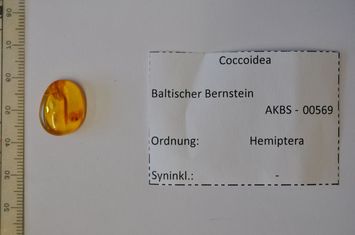 Coccoidea
Baltischer Bernstein
AKBS - 00569
Ordnung: Hemiptera
Syninkl.: -